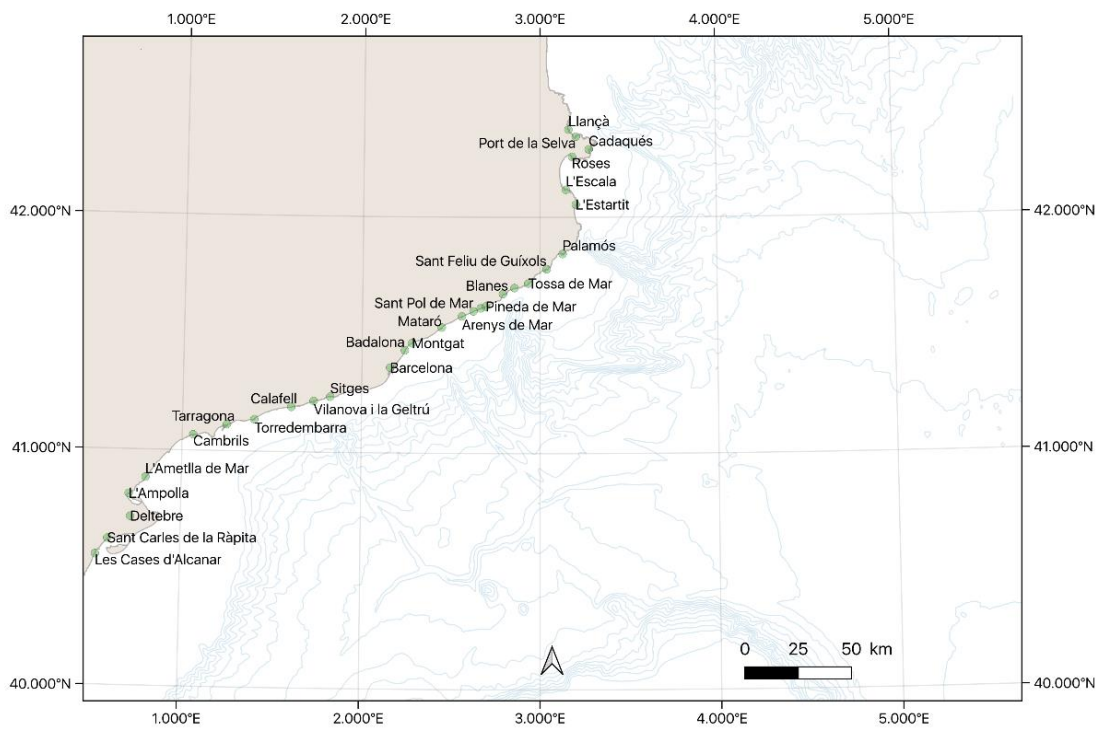 1.000°E 2.000°E 3.000°E 4.000°E 5.000°E
Llançà
Port de la Selva
Cadaqués
Roses
L'Escala
L'Estartit
42.000°N
42.000°N
Palamós
Sant Feliu de Guíxols
Blanes
Tossa de Mar
Sant Pol de Mar
Pineda de Mar
Mataró
Arenys de Mar
Badalona
Montgat
Barcelona
Sitges
Calafell
Vilanova i la Geltrú
Tarragona
Torredembarra
Cambrils
41.000°N
41.000°N
L'Ametlla de Mar
L'Ampolla
Deltebre
Sant Carles de la Ràpita
Les Cases d'Alcanar
0 25 50 km
40.000°N
40.000°N
1.000°E 2.000°E 3.000°E 4.000°E 5.000°E